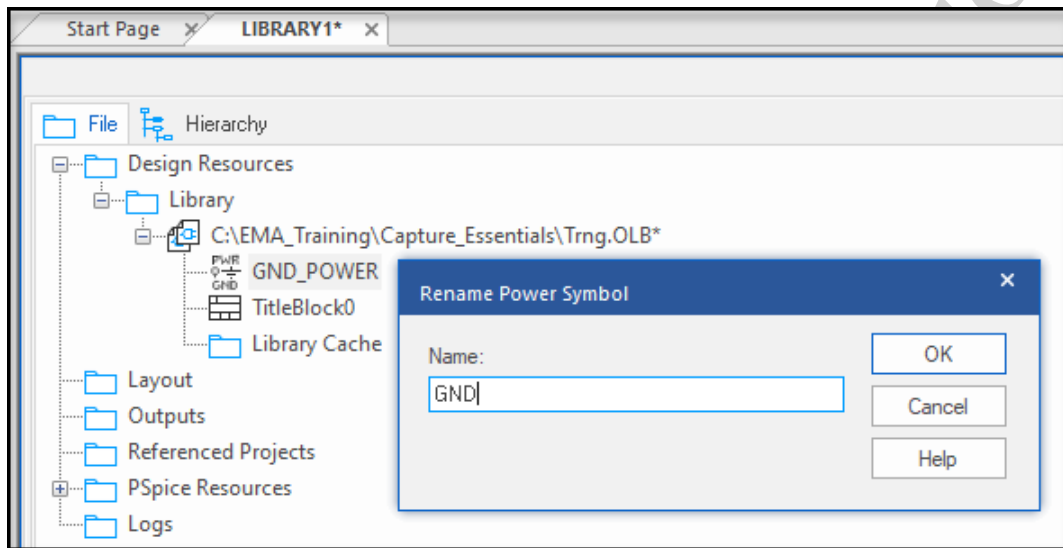 Start Page
LIBRARY1*
File
Hierarchy
Design Resources
Library
C:\EMA_Training\Capture_Essentials\Trng.OLB*
PWR
GND
GND_POWER
TitleBlock0
Library Cache
Layout
Outputs
Referenced Projects
PSpice Resources
Logs
Rename Power Symbol
Name:
GND
OK
Cancel
Help